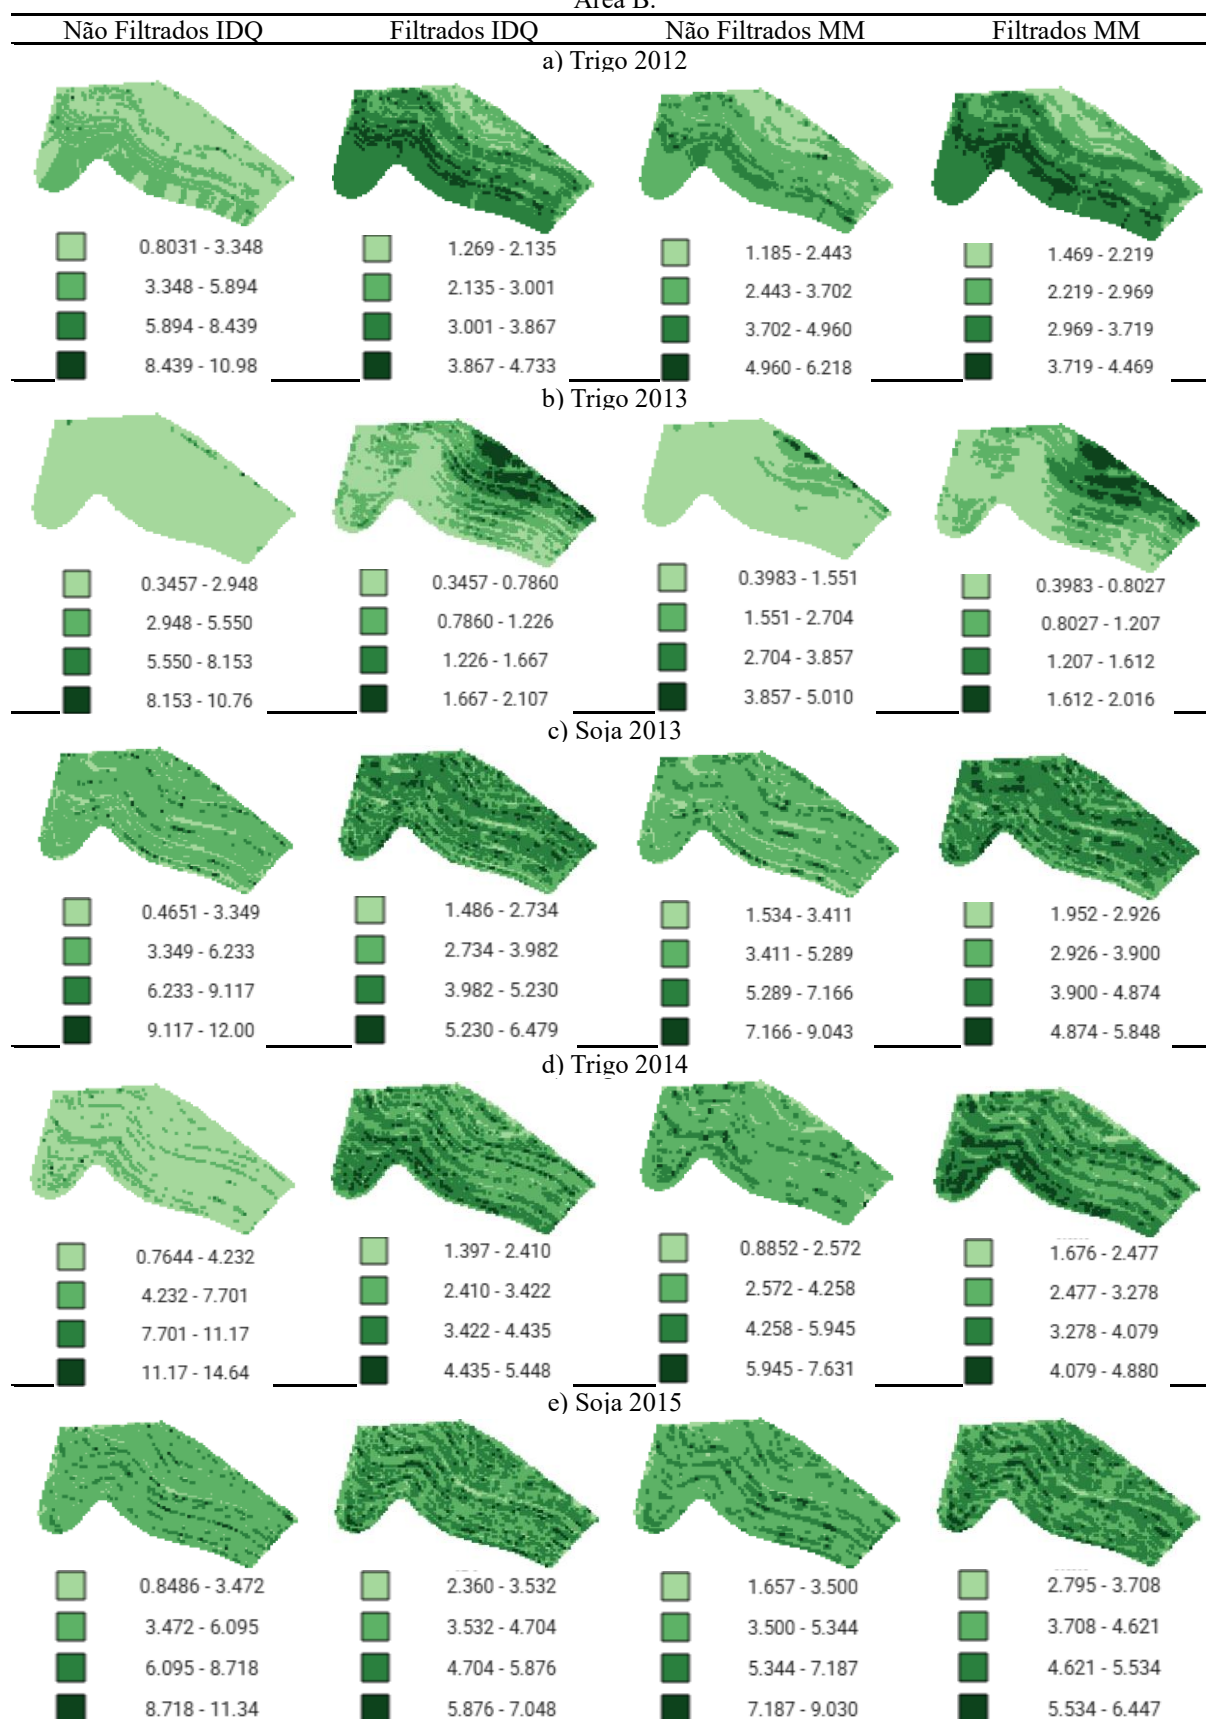 Área B.
Não Filtrados IDQ Filtrados IDQ Não Filtrados MM Filtrados MM
a) Trigo 2012
0.8031 - 3.348 1.269 - 2.135 1.185 - 2.443 1.469 - 2.219
3.348 - 5.894 2.135 - 3.001 2.443 - 3.702 2.219 - 2.969
5.894 - 8.439 3.001 - 3.867 3.702 - 4.960 2.969 - 3.719
8.439 - 10.98 3.867 - 4.733 4.960 - 6.218 3.719 - 4.469
b) Trigo 2013
0.3457 - 2.948 0.3457 - 0.7860 0.3983 - 1.551 0.3983 - 0.8027
2.948 - 5.550 0.7860 - 1.226 1.551 - 2.704 0.8027 - 1.207
5.550 - 8.153 1.226 - 1.667 2.704 - 3.857 1.207 - 1.612
8.153 - 10.76 1.667 - 2.107 3.857 - 5.010 1.612 - 2.016
c) Soja 2013
0.4651 - 3.349 1.486 - 2.734 1.534 - 3.411 1.952 - 2.926
3.349 - 6.233 2.734 - 3.982 3.411 - 5.289 2.926 - 3.900
6.233 - 9.117 3.982 - 5.230 5.289 - 7.166 3.900 - 4.874
9.117 - 12.00 5.230 - 6.479 7.166 - 9.043 4.874 - 5.848
d) Trigo 2014
0.7644 - 4.232 1.397 - 2.410 0.8852 - 2.572 1.676 - 2.477
4.232 - 7.701 2.410 - 3.422 2.572 - 4.258 2.477 - 3.278
7.701 - 11.17 3.422 - 4.435 4.258 - 5.945 3.278 - 4.079
11.17 - 14.64 4.435 - 5.448 5.945 - 7.631 4.079 - 4.880
e) Soja 2015
0.8486 - 3.472 2.360 - 3.532 1.657 - 3.500 2.795 - 3.708
3.472 - 6.095 3.532 - 4.704 3.500 - 5.344 3.708 - 4.621
6.095 - 8.718 4.704 - 5.876 5.344 - 7.187 4.621 - 5.534
8.718 - 11.34 5.876 - 7.048 7.187 - 9.030 5.534 - 6.447